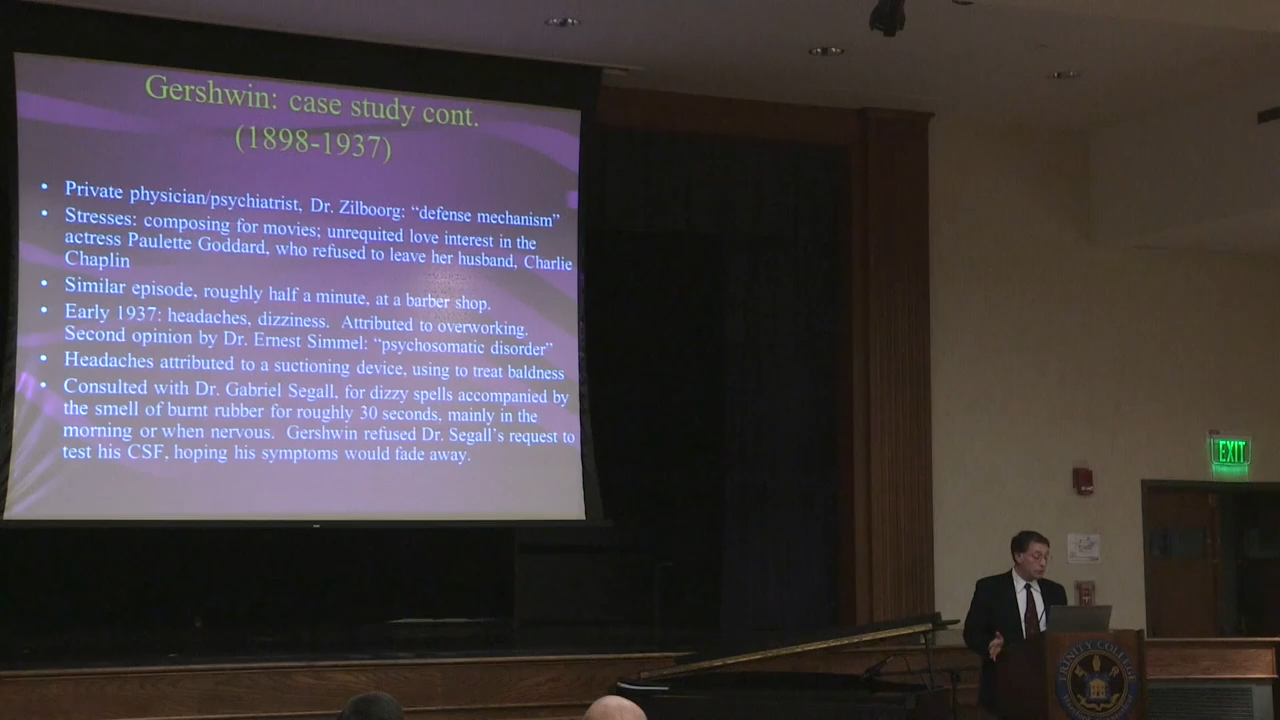 Gershwin: case study cont.
(1898-1937)
• Private physician/psychiatrist, Dr. Zilboorg: “defense mechanism”
• Stresses: composing for movies; unrequited love interest in the
actress Paulette Goddard, who refused to leave her husband, Charlie
Chaplin
• Similar episode, roughly half a minute, at a barber shop.
• Early 1937: headaches, dizziness. Attributed to overworking.
Second opinion by Dr. Ernest Simmel: “psychosomatic disorder”
• Headaches attributed to a suctioning device, using to treat baldness
• Consulted with Dr. Gabriel Segall, for dizzy spells accompanied by
the smell of burnt rubber for roughly 30 seconds, mainly in the
morning or when nervous. Gershwin refused Dr. Segall’s request to
test his CSF, hoping his symptoms would fade away.
EXIT
TRINITY COLLEGE